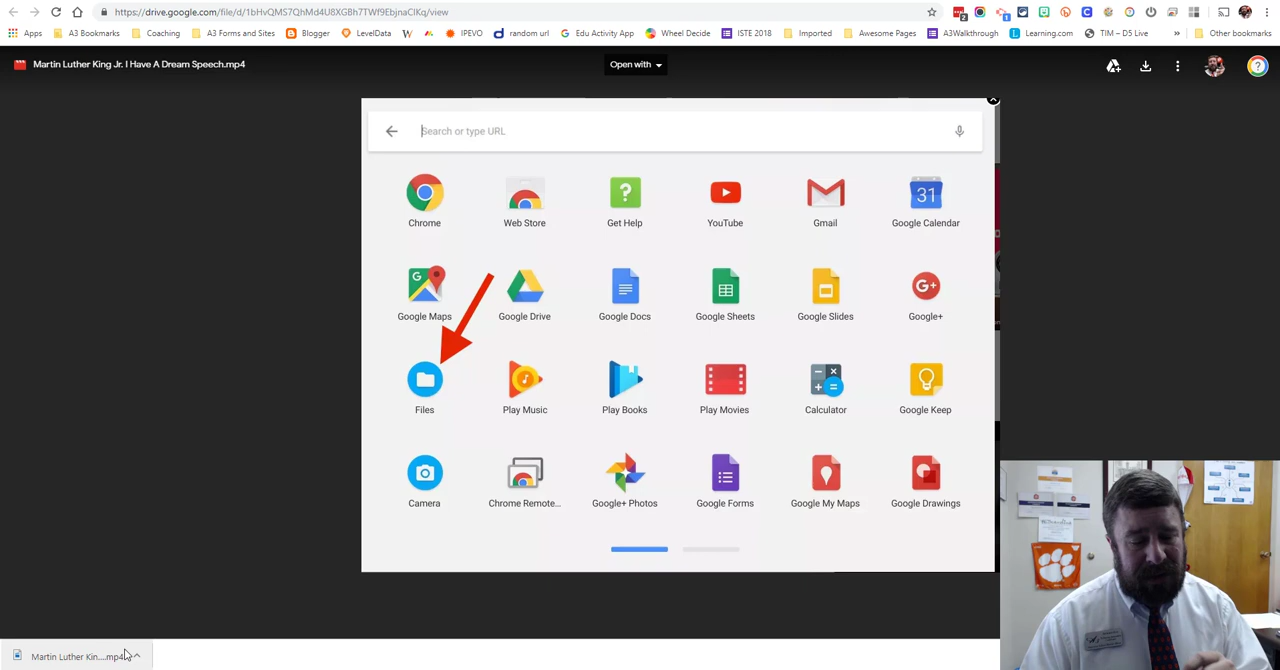 https://drive.google.com/file/d/1bHvQMS7QhMd4U8XGBh7TWf9EbjnaClKq/view
2
1
Apps A3 Bookmarks Coaching A3 Forms and Sites Blogger LevelData W IPEVO random url Edu Activity App Wheel Decide ISTE 2018 Imported Awesome Pages A3Walkthrough Learning.com TIM – D5 Live » Other bookmarks
Martin Luther King Jr. I Have A Dream Speech.mp4
Open with
?
Search or type URL
?
31
Chrome Web Store Get Help YouTube Gmail Google Calendar
G
G+
Google Maps Google Drive Google Docs Google Sheets Google Slides Google+
Files Play Music Play Books Play Movies Calculator Google Keep
Camera Chrome Remote... Google+ Photos Google Forms Google My Maps Google Drawings
Martin Luther Kin....mp4